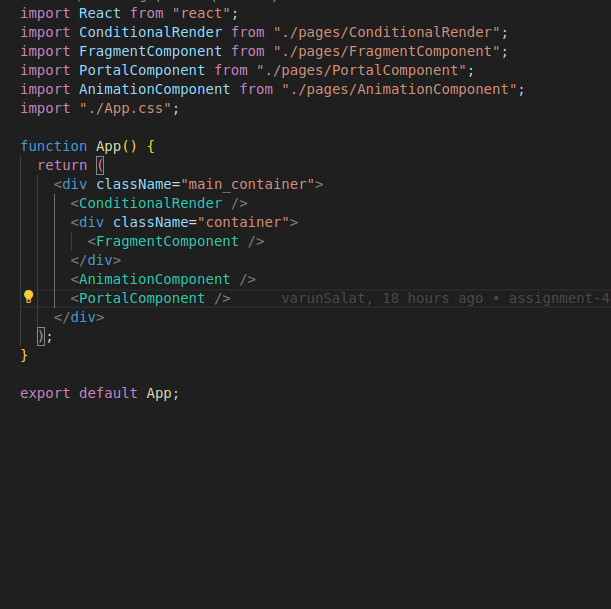 import React from "react";
import ConditionalRender from "./pages/ConditionalRender";
import FragmentComponent from "./pages/FragmentComponent";
import PortalComponent from "./pages/PortalComponent";
import AnimationComponent from "./pages/AnimationComponent";
import "./App.css";

function App() {
  return (
    <div className="main_container">
      <ConditionalRender />
      <div className="container">
        <FragmentComponent />
      </div>
      <AnimationComponent />
      <PortalComponent />      varunSalat, 18 hours ago • assignment-4
    </div>
  );
}

export default App;